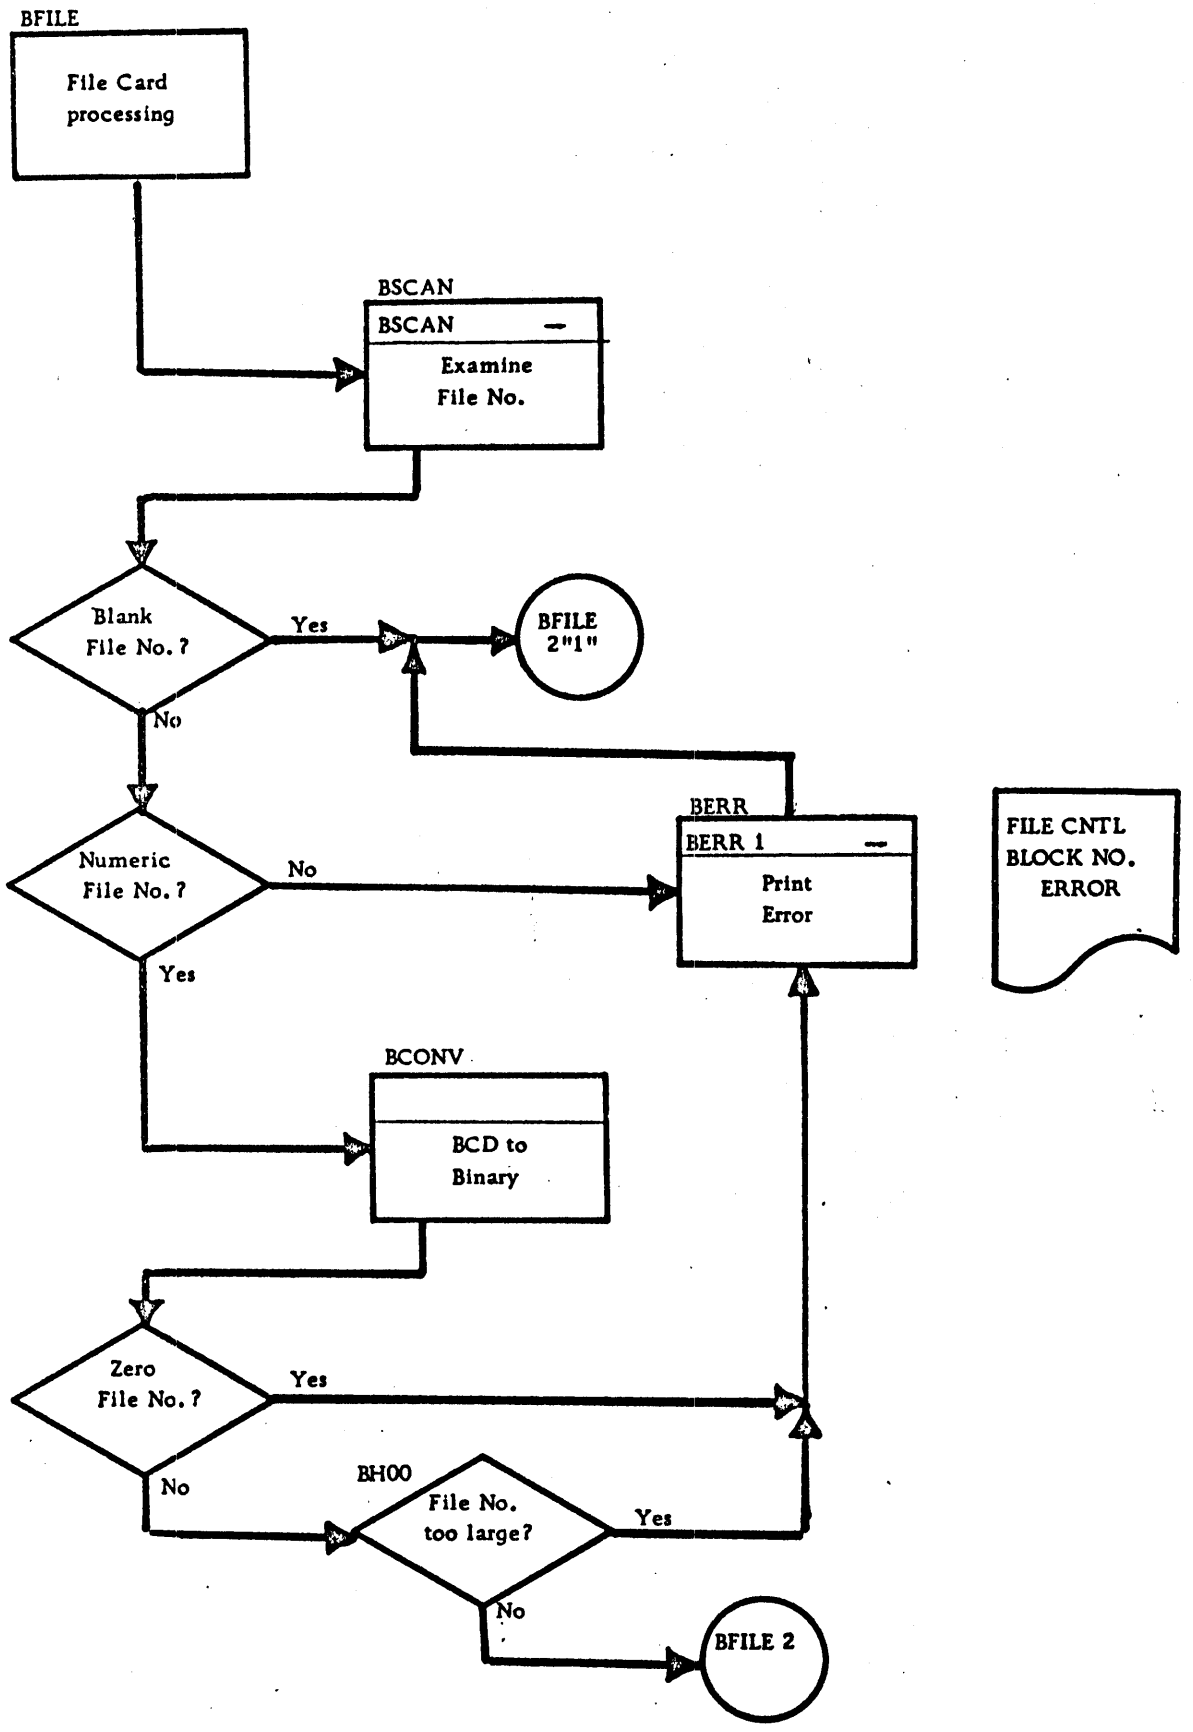 BFILE
File Card
processing
BSCAN
BSCAN —
Examine
File No.
Blank
File No.?
Yes
BFILE
2"1"
No
BERR
BERR 1 —
Print
Error
FILE CNTL
BLOCK NO.
ERROR
Numeric
File No.?
No
Yes
BCONV
BCD to
Binary
Zero
File No.?
Yes
No
BH00
File No.
too large?
Yes
No
BFILE 2